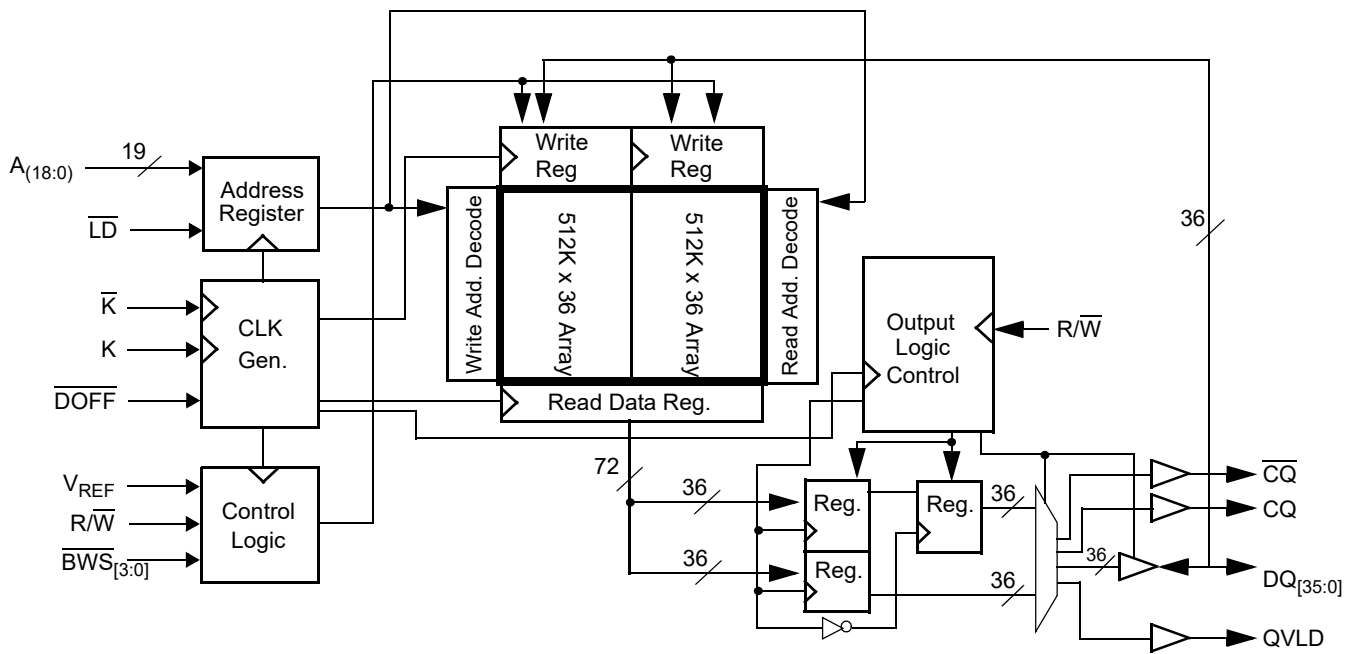 A(18:0)
19
LD
Address
Register
K
K
DOFF
CLK
Gen.
VREF
R/W
BWS[3:0]
Control
Logic
Write
Reg
Write
Reg
Write Add. Decode
512K x 36 Array
512K x 36 Array
Read Add. Decode
Read Data Reg.
72
36
36
Output
Logic
Control
R/W
36
Reg.
Reg.
Reg.
36
36
36
CQ
CQ
DQ[35:0]
QVLD